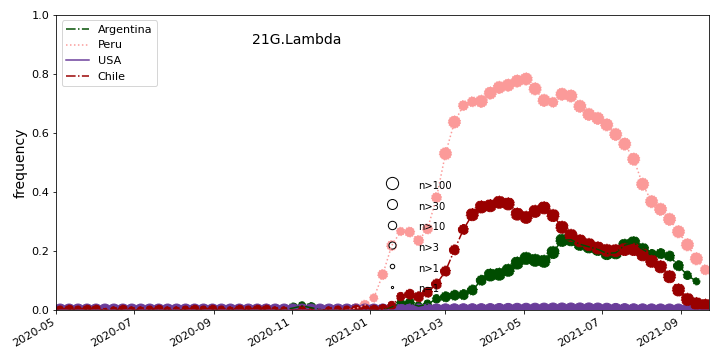 21G.Lambda
Argentina
Peru
USA
Chile
frequency
1.0
0.8
0.6
0.4
0.2
0.0
n>100
n>30
n>10
n>3
n>1
n=1
2020-05
2020-07
2020-09
2020-11
2021-01
2021-03
2021-05
2021-07
2021-09